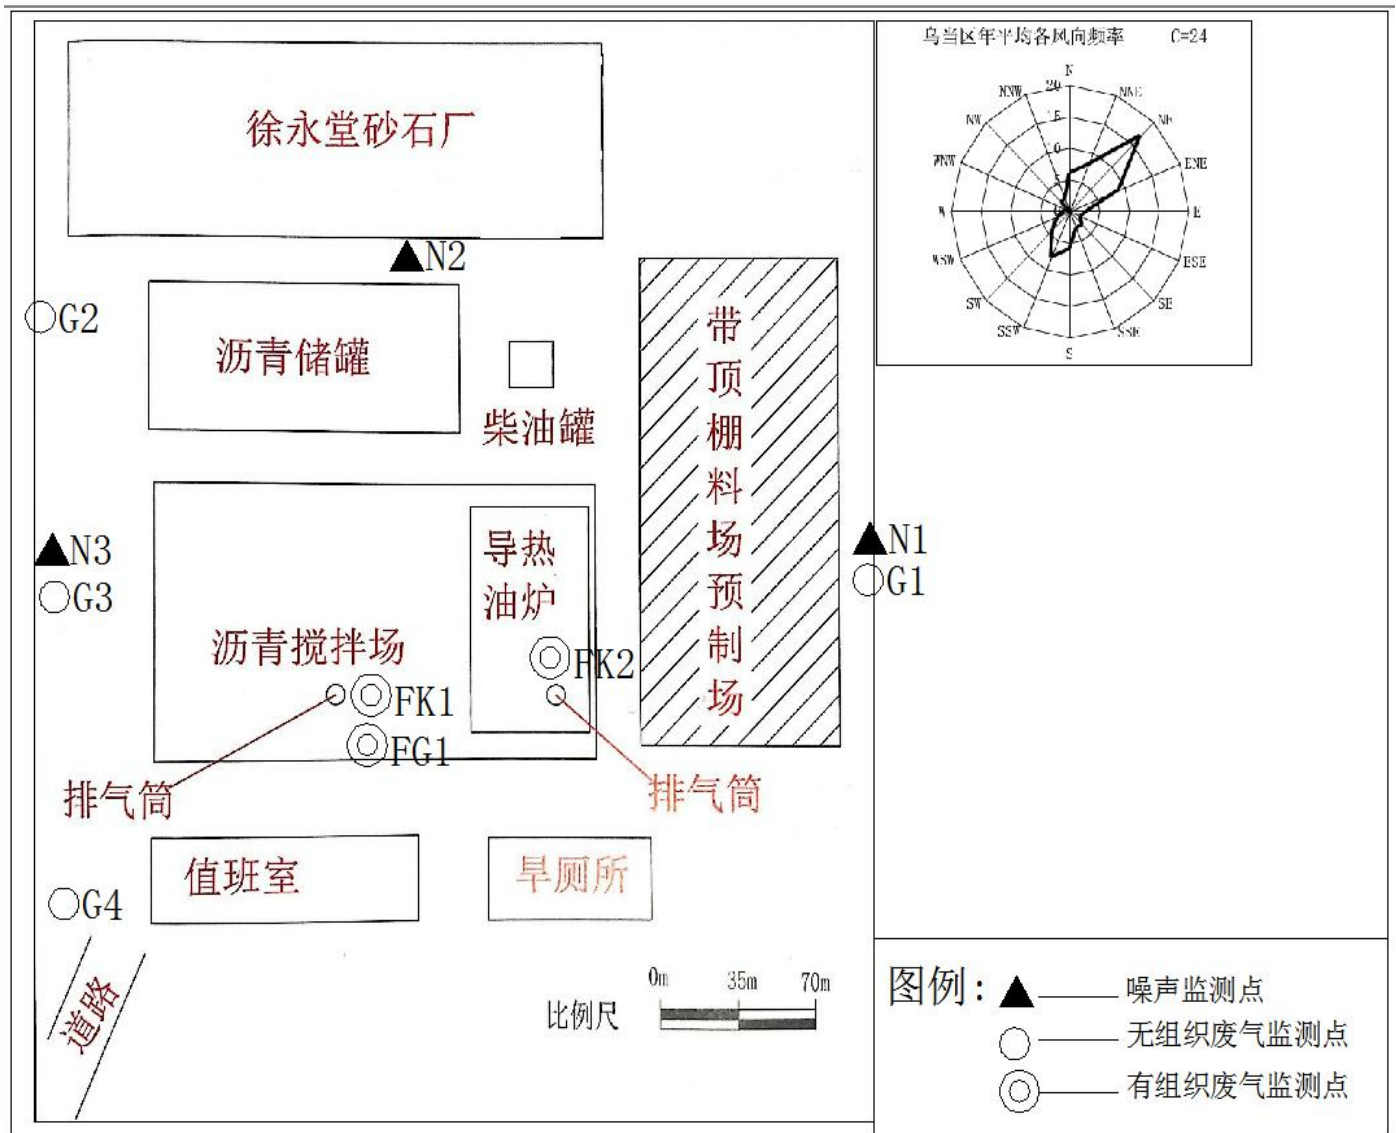 乌当区年平均各风向频率 C=24
N
NNW
20
NNE
NW
15
NE
10
WNW
ENE
5
W
0
E
WSW
ESE
SW
SE
SSW
SSE
S
徐永堂砂石厂
N2
G2
沥青储罐
柴油罐
带顶棚料场预制场
N3
G3
导热
油炉
N1
G1
沥青搅拌场
FK2
FK1
FG1
排气筒
排气筒
值班室
旱厕所
G4
道路
0m 35m 70m
比例尺
图例:
噪声监测点
无组织废气监测点
有组织废气监测点